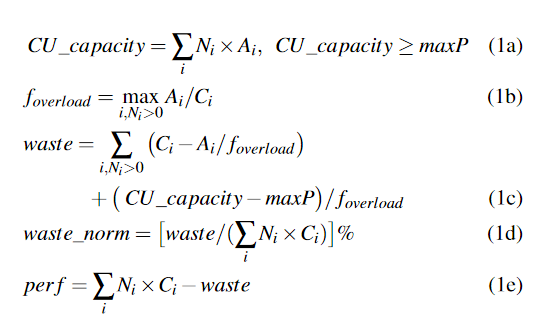 CU_capacity = ∑_i N_i × A_i, CU_capacity ≥ maxP (1a)
f_overload = max_{i,N_i>0} A_i/C_i (1b)
waste = ∑_{i,N_i>0} (C_i − A_i/f_overload)
+ (CU_capacity − maxP)/f_overload (1c)
waste_norm = [waste/(∑_i N_i × C_i)]% (1d)
perf = ∑_i N_i × C_i − waste (1e)